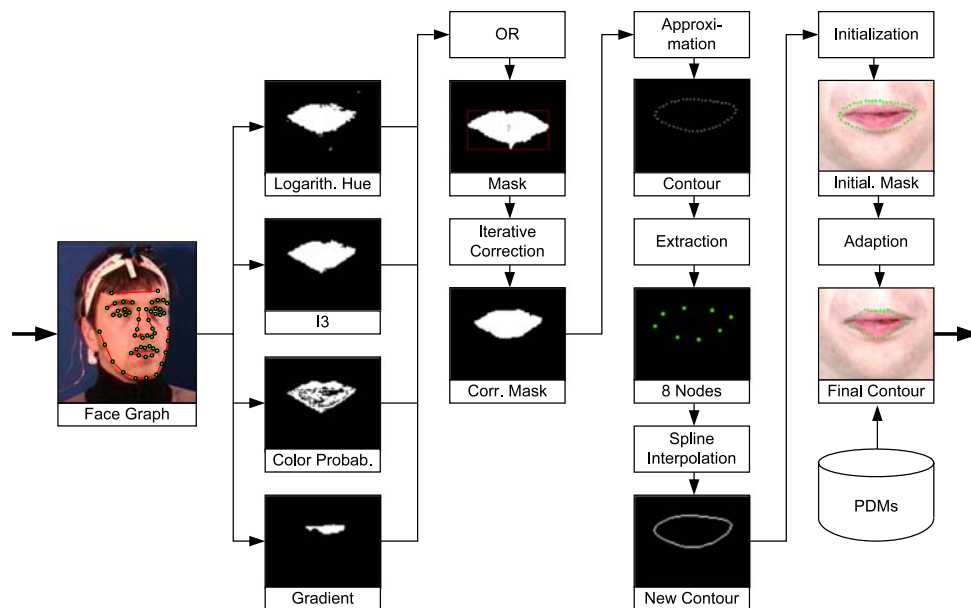 Face Graph
Logarith. Hue
I3
Color Probab.
Gradient
OR
Mask
Iterative
Correction
Corr. Mask
Approxi-
mation
Contour
Extraction
8 Nodes
Spline
Interpolation
New Contour
Initialization
Initial. Mask
Adaption
Final Contour
PDMs